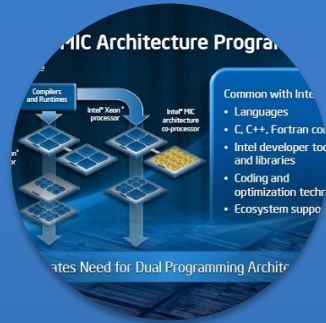 MIC Architecture Progra
Compilers
and Runtimes
Intel® Xeon®
processor
Intel® MIC
architecture
co-processor
Common with Inte
• Languages
• C, C++, Fortran co
• Intel developer too
and libraries
• Coding and
optimization techn
• Ecosystem suppo
ates Need for Dual Programming Archite